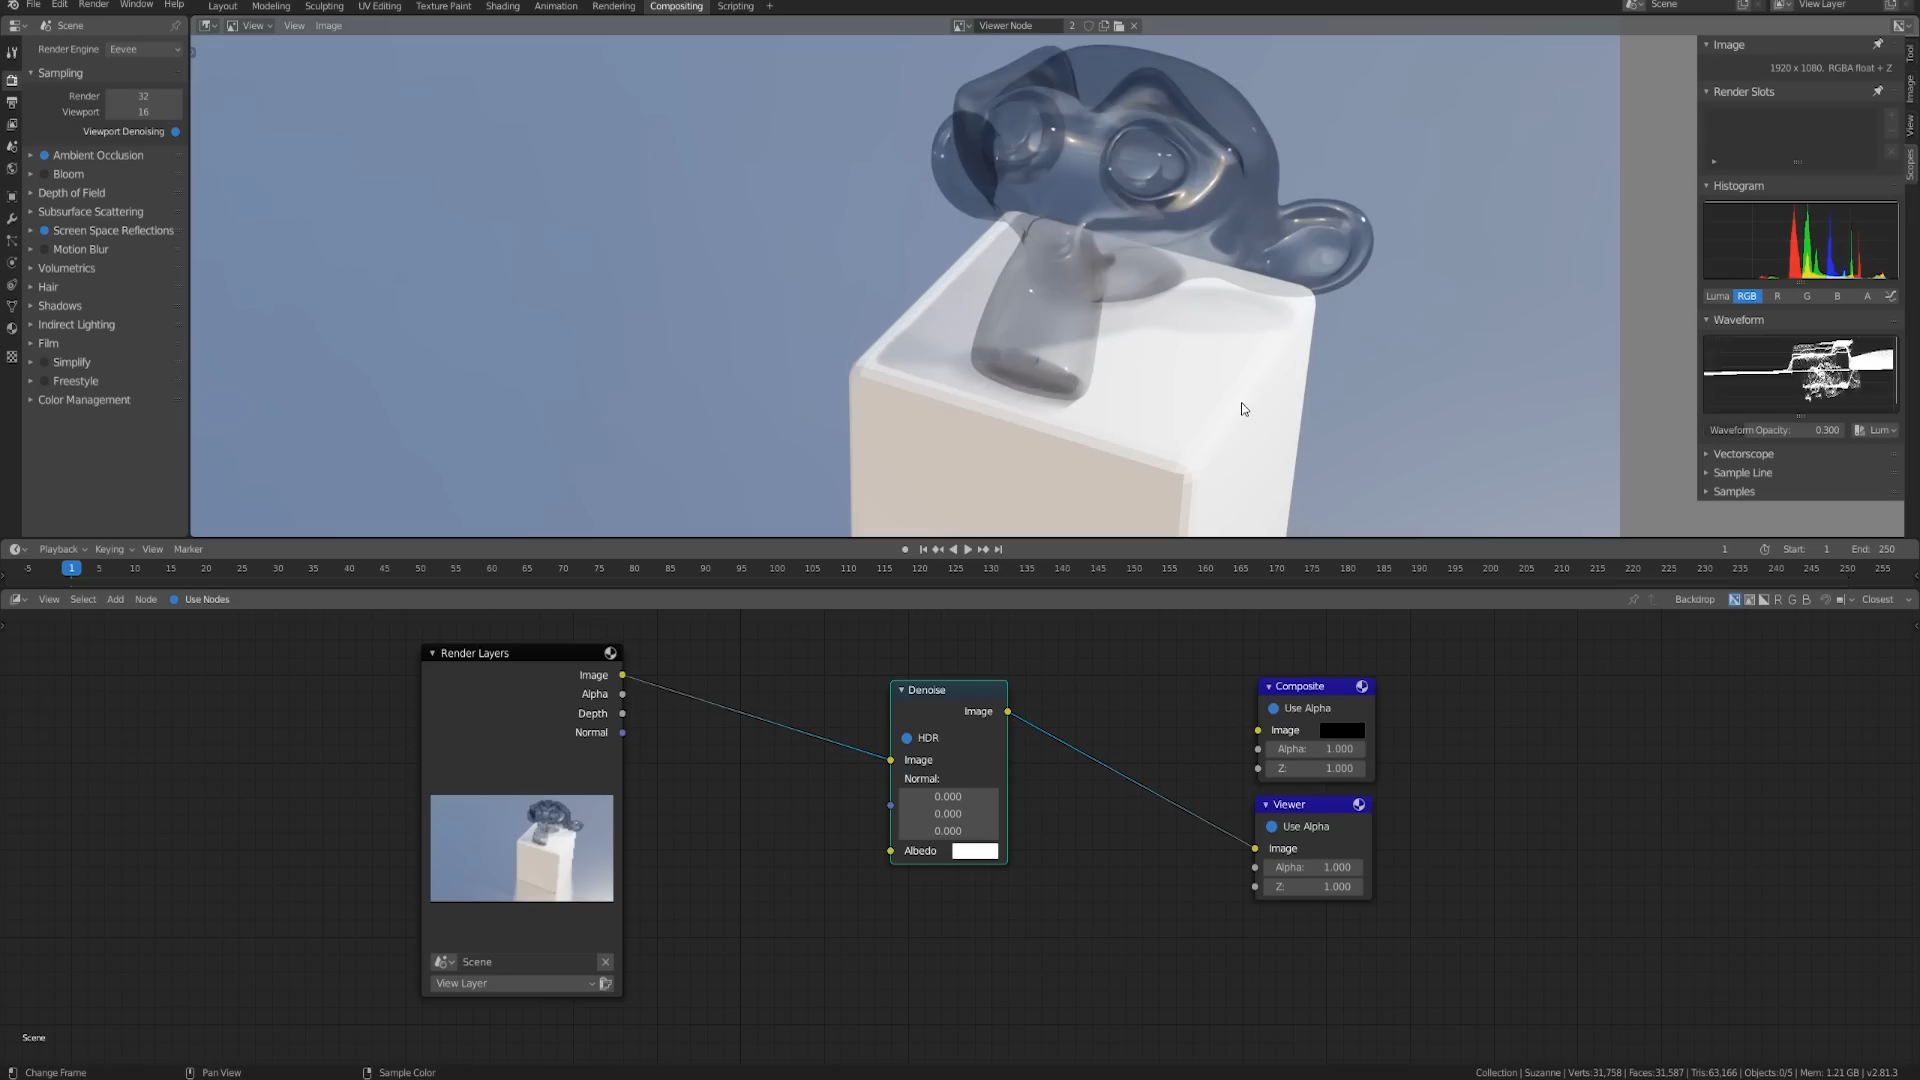 File Edit Render Window Help Layout Modeling Sculpting UV Editing Texture Paint Shading Animation Rendering Compositing Scripting + Scene View Layer
Scene View View Image Viewer Node 2
Render Engine Eevee
Sampling
Render 32
Viewport 16
Viewport Denoising
Ambient Occlusion
Bloom
Depth of Field
Subsurface Scattering
Screen Space Reflections
Motion Blur
Volumetrics
Hair
Shadows
Indirect Lighting
Film
Simplify
Freestyle
Color Management
Image
1920 x 1080, RGBA float + Z
Render Slots
Histogram
Luma RGB R G B A
Waveform
Waveform Opacity: 0.300 Lum
Vectorscope
Sample Line
Samples
Tool
Image
View
Scopes
Playback Keying View Marker 1 Start: 1 End: 250
-5 1 5 10 15 20 25 30 35 40 45 50 55 60 65 70 75 80 85 90 95 100 105 110 115 120 125 130 135 140 145 150 155 160 165 170 175 180 185 190 195 200 205 210 215 220 225 230 235 240 245 250 255
View Select Add Node Use Nodes Backdrop R G B Closest
Render Layers
Image
Alpha
Depth
Normal
Scene
View Layer
Denoise
Image
HDR
Image
Normal:
0.000
0.000
0.000
Albedo
Composite
Use Alpha
Image
Alpha: 1.000
Z: 1.000
Viewer
Use Alpha
Image
Alpha: 1.000
Z: 1.000
Scene
Change Frame Pan View Sample Color Collection | Suzanne | Verts:31,758 | Faces:31,587 | Tris:63,166 | Objects:0/5 | Mem: 1.21 GB | v2.81.3